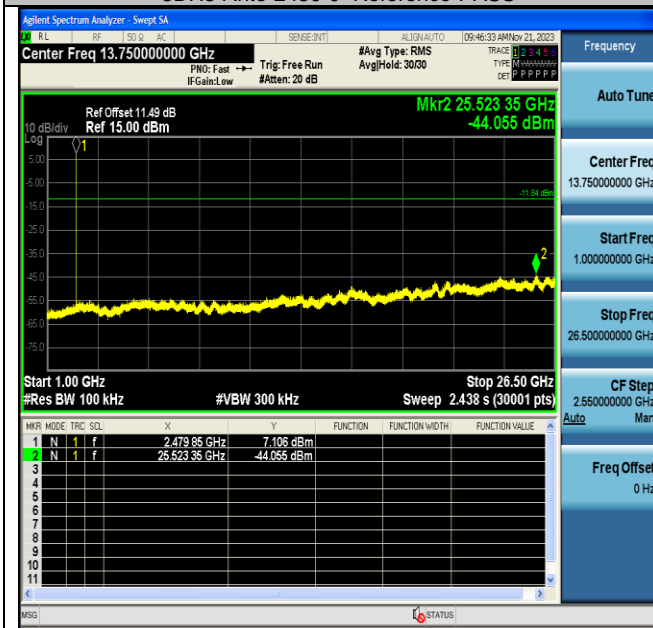 Agilent Spectrum Analyzer - Swept SA
RL RF 50 Ω AC SENSE:INT ALIGN AUTO 09:46:33 AM Nov 21, 2023
Center Freq 13.750000000 GHz
PNO: Fast
IFGain:Low
Trig: Free Run
#Atten: 20 dB
#Avg Type: RMS
Avg|Hold: 30/30
TRACE 1 2 3 4 5 6
TYPE M
DET P P P P P P
Ref Offset 11.49 dB
10 dB/div Ref 15.00 dBm
Log
Mkr2 25.523 35 GHz
-44.055 dBm
1
5.00
-5.00
-11.84 dBm
-15.0
-25.0
-35.0
2
-45.0
-55.0
-65.0
-75.0
Start 1.00 GHz Stop 26.50 GHz
#Res BW 100 kHz #VBW 300 kHz Sweep 2.438 s (30001 pts)
MKR MODE TRC SCL X Y FUNCTION FUNCTION WIDTH FUNCTION VALUE
1 N 1 f 2.479 85 GHz 7.106 dBm
2 N 1 f 25.523 35 GHz -44.055 dBm
3
4
5
6
7
8
9
10
11
MSG STATUS
Frequency
Auto Tune
Center Freq
13.750000000 GHz
Start Freq
1.000000000 GHz
Stop Freq
26.500000000 GHz
CF Step
2.550000000 GHz
Auto Man
Freq Offset
0 Hz